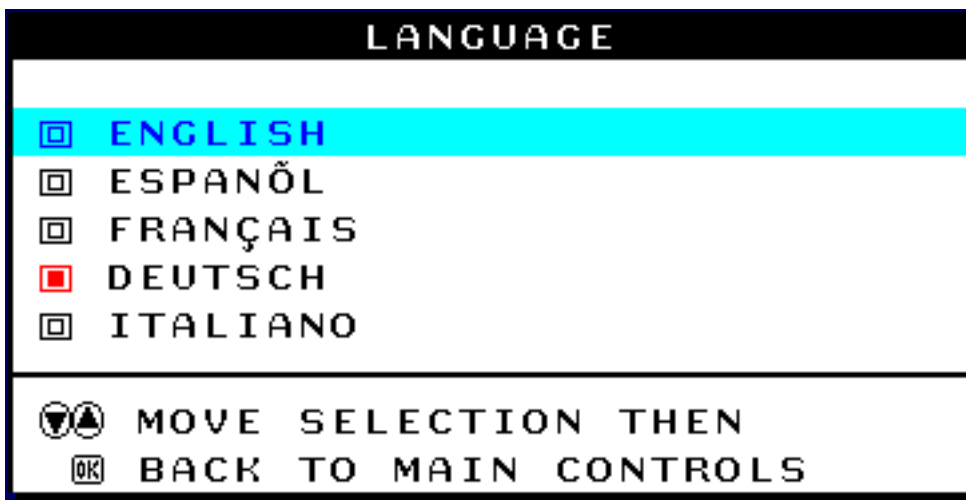 LANGUAGE
ENGLISH
ESPANÕL
FRANÇAIS
DEUTSCH
ITALIANO
MOVE SELECTION THEN
OK BACK TO MAIN CONTROLS